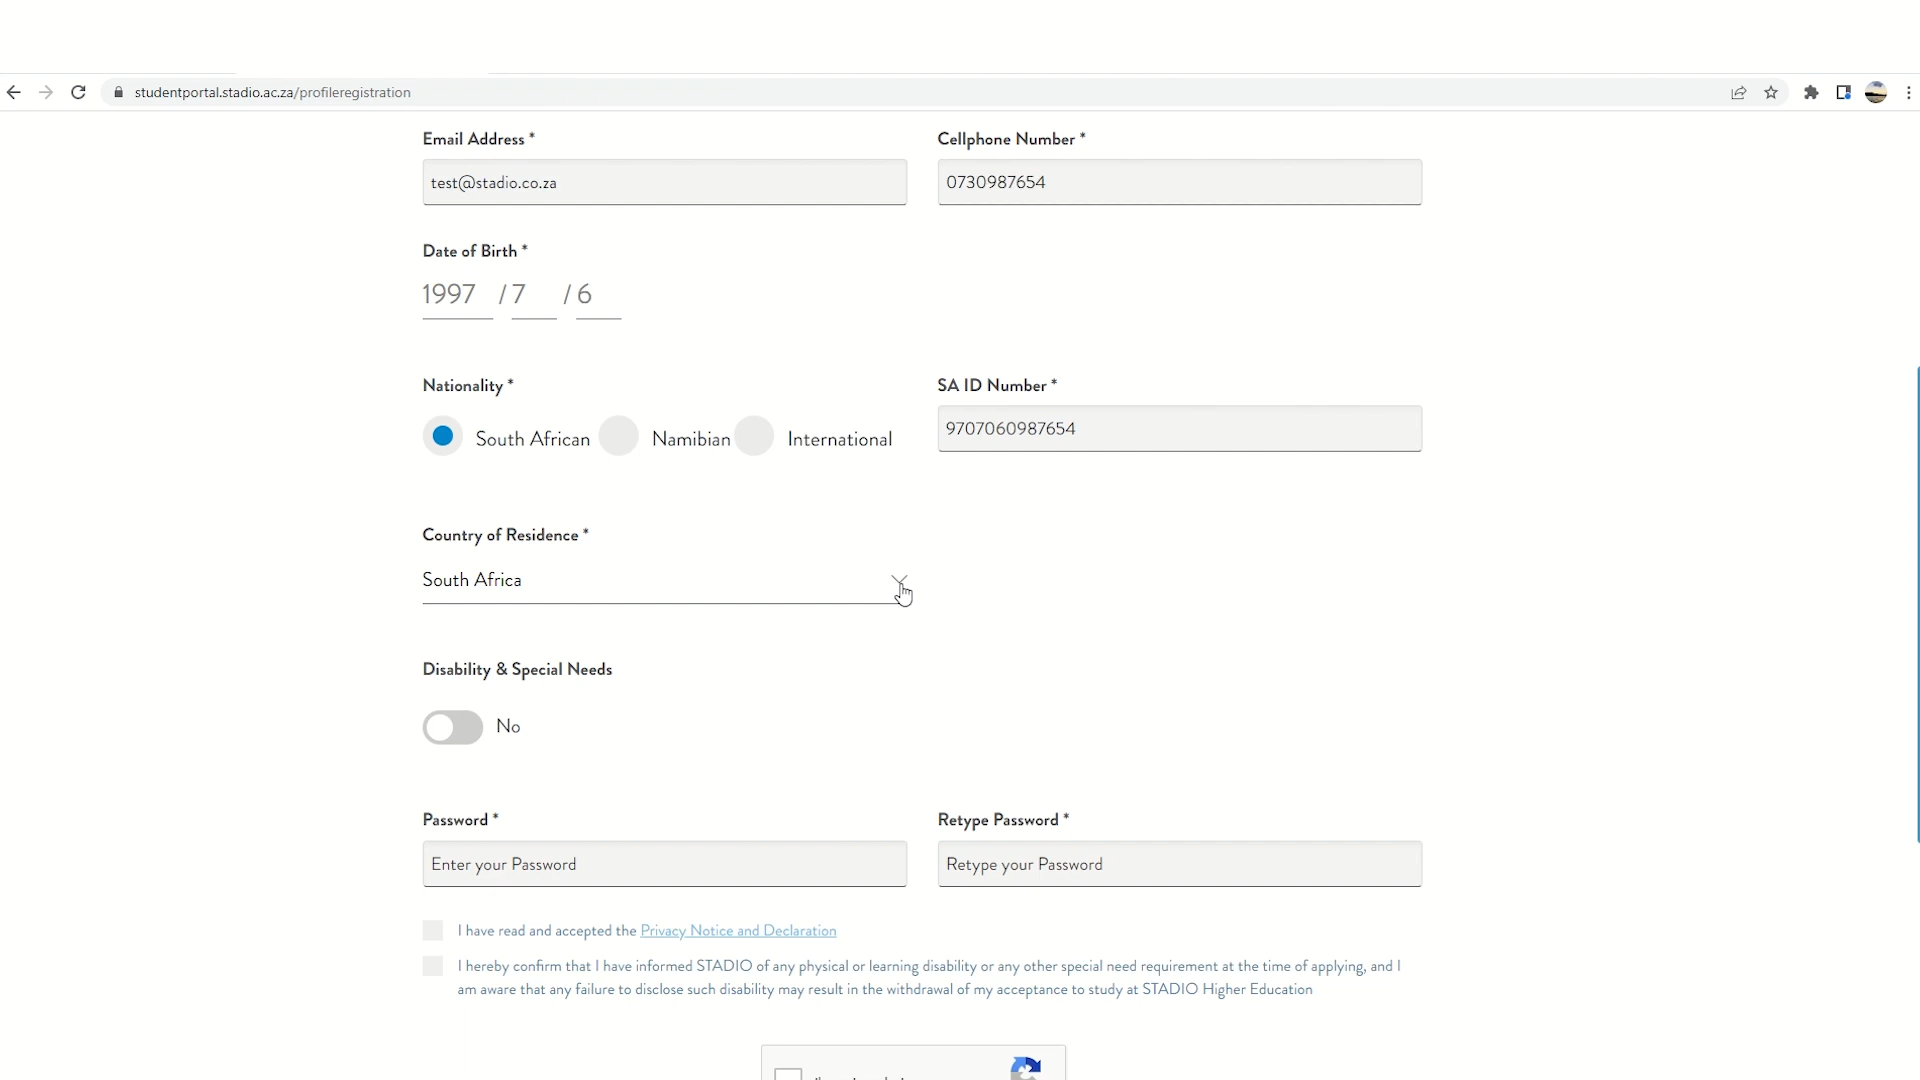 studentportal.stadio.ac.za/profileregistration
Email Address *
Cellphone Number *
test@stadio.co.za
0730987654
Date of Birth *
1997 / 7 / 6
Nationality *
SA ID Number *
South African
Namibian
International
9707060987654
Country of Residence *
South Africa
Disability & Special Needs
No
Password *
Retype Password *
Enter your Password
Retype your Password
I have read and accepted the Privacy Notice and Declaration
I hereby confirm that I have informed STADIO of any physical or learning disability or any other special need requirement at the time of applying, and I
am aware that any failure to disclose such disability may result in the withdrawal of my acceptance to study at STADIO Higher Education